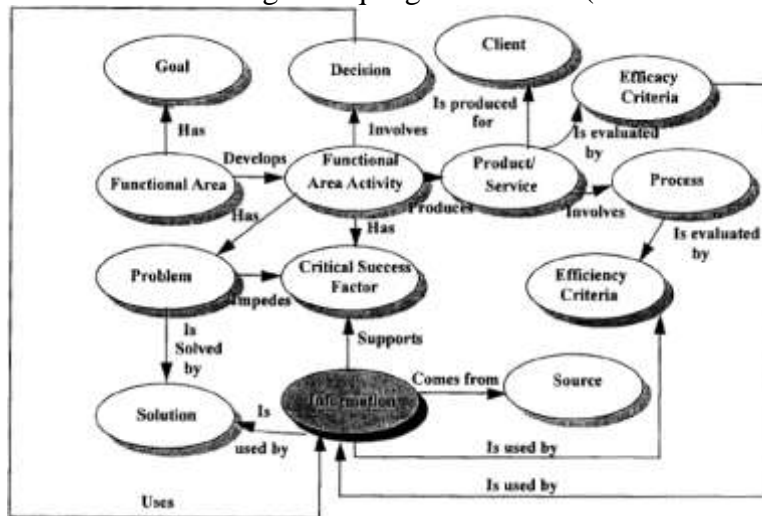 Goal
Decision
Client
Efficacy
Criteria
Is produced
for
Is evaluated
by
Has
Involves
Develops
Functional Area
Functional
Area Activity
Product/
Service
Process
Has
Produces
Involves
Has
Is evaluated
by
Problem
Impedes
Critical Success
Factor
Efficiency
Criteria
Is
Solved
by
Supports
Information
Comes from
Source
Solution
Is
used by
Is used by
Is used by
Uses